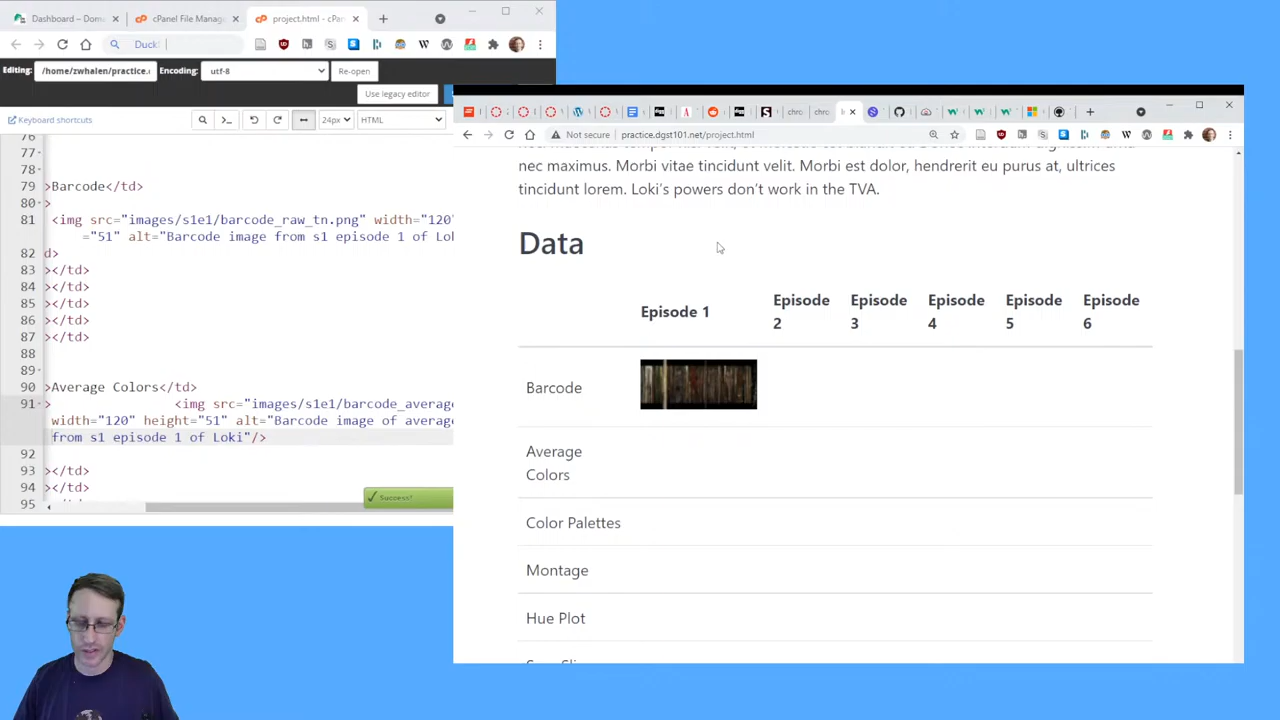 Dashboard – Dom
cPanel File Manag
project.html - cPan
Duck!
Editing:
/home/zwhalen/practice.
Encoding:
utf-8
Re-open
Use legacy editor
Keyboard shortcuts
24px
HTML
76
77
78
79 >Barcode</td>
80 >
81 <img src="images/s1e1/barcode_raw_tn.png" width="120"
="51" alt="Barcode image from s1 episode 1 of Lok
82 d>
83 ></td>
84 ></td>
85 ></td>
86 ></td>
87 ></td>
88
89
90 >Average Colors</td>
91 > <img src="images/s1e1/barcode_average
width="120" height="51" alt="Barcode image of average
from s1 episode 1 of Loki"/>
92
93 ></td>
94 ></td>
95
Success!
chro
chro
Not secure
practice.dgst101.net/project.html
nec maximus. Morbi vitae tincidunt velit. Morbi est dolor, hendrerit eu purus at, ultrices
tincidunt lorem. Loki's powers don't work in the TVA.
Data
Episode 1
Episode 2
Episode 3
Episode 4
Episode 5
Episode 6
Barcode
Average
Colors
Color Palettes
Montage
Hue Plot